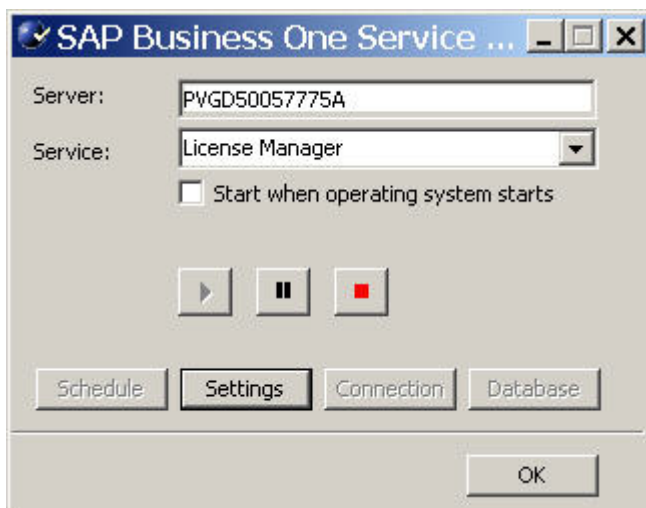 SAP Business One Service ...
Server: PVGD50057775A
Service: License Manager
Start when operating system starts
Schedule Settings Connection Database
OK